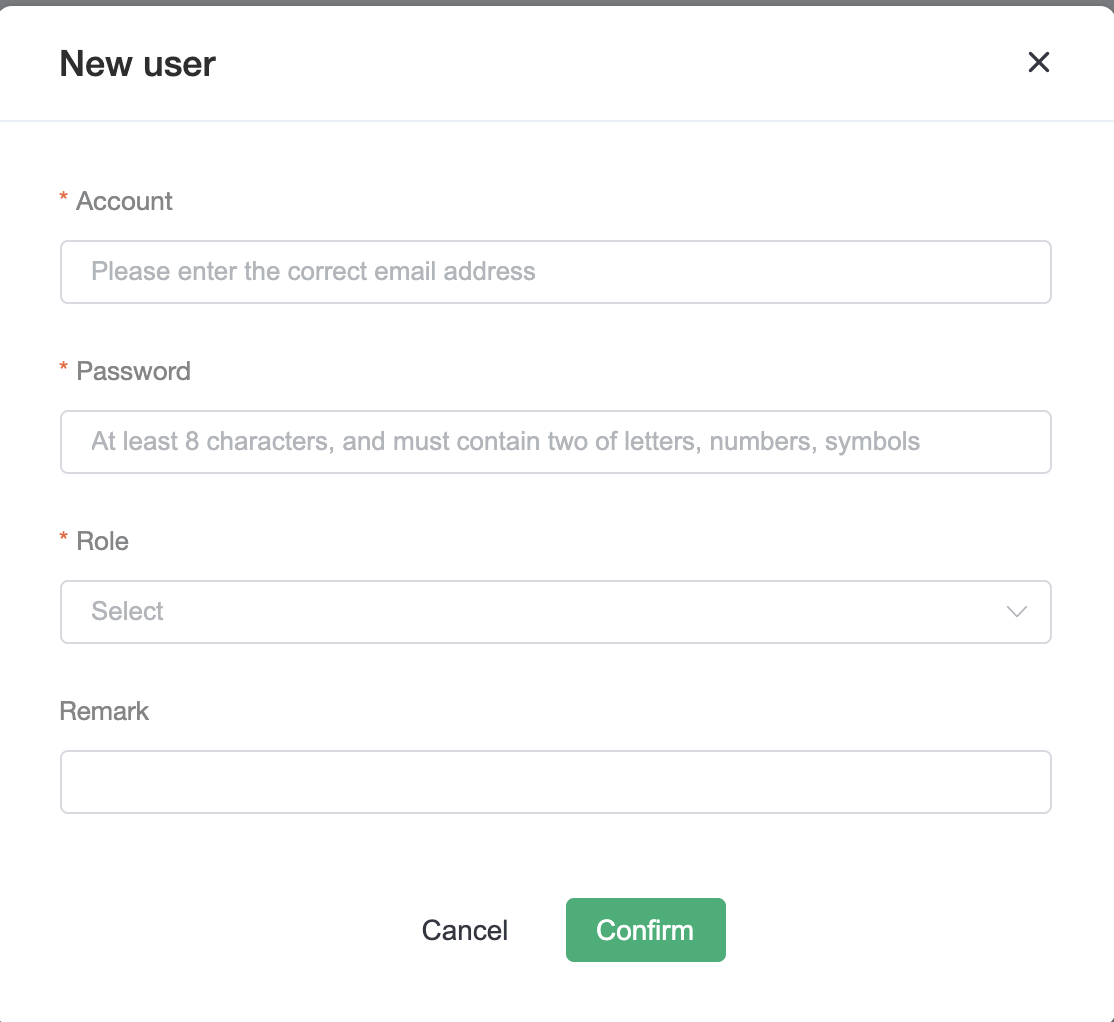 New user
* Account
Please enter the correct email address
* Password
At least 8 characters, and must contain two of letters, numbers, symbols
* Role
Select
Remark
Cancel Confirm